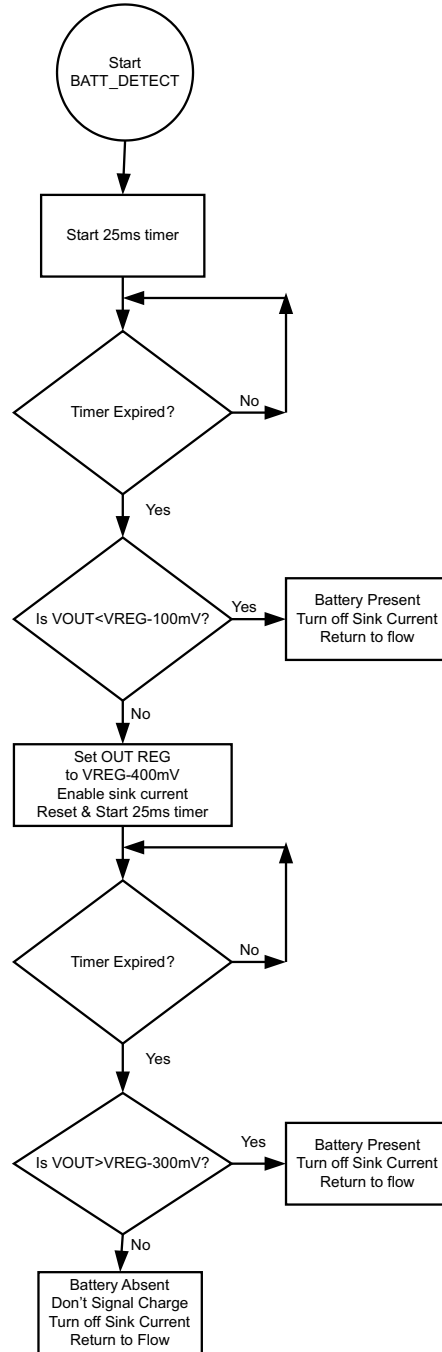 Start
BATT_DETECT
Start 25ms timer
Timer Expired?
No
Yes
Is VOUT<VREG-100mV?
Yes
Battery Present
Turn off Sink Current
Return to flow
No
Set OUT REG
to VREG-400mV
Enable sink current
Reset & Start 25ms timer
Timer Expired?
No
Yes
Is VOUT>VREG-300mV?
Yes
Battery Present
Turn off Sink Current
Return to flow
No
Battery Absent
Don't Signal Charge
Turn off Sink Current
Return to Flow